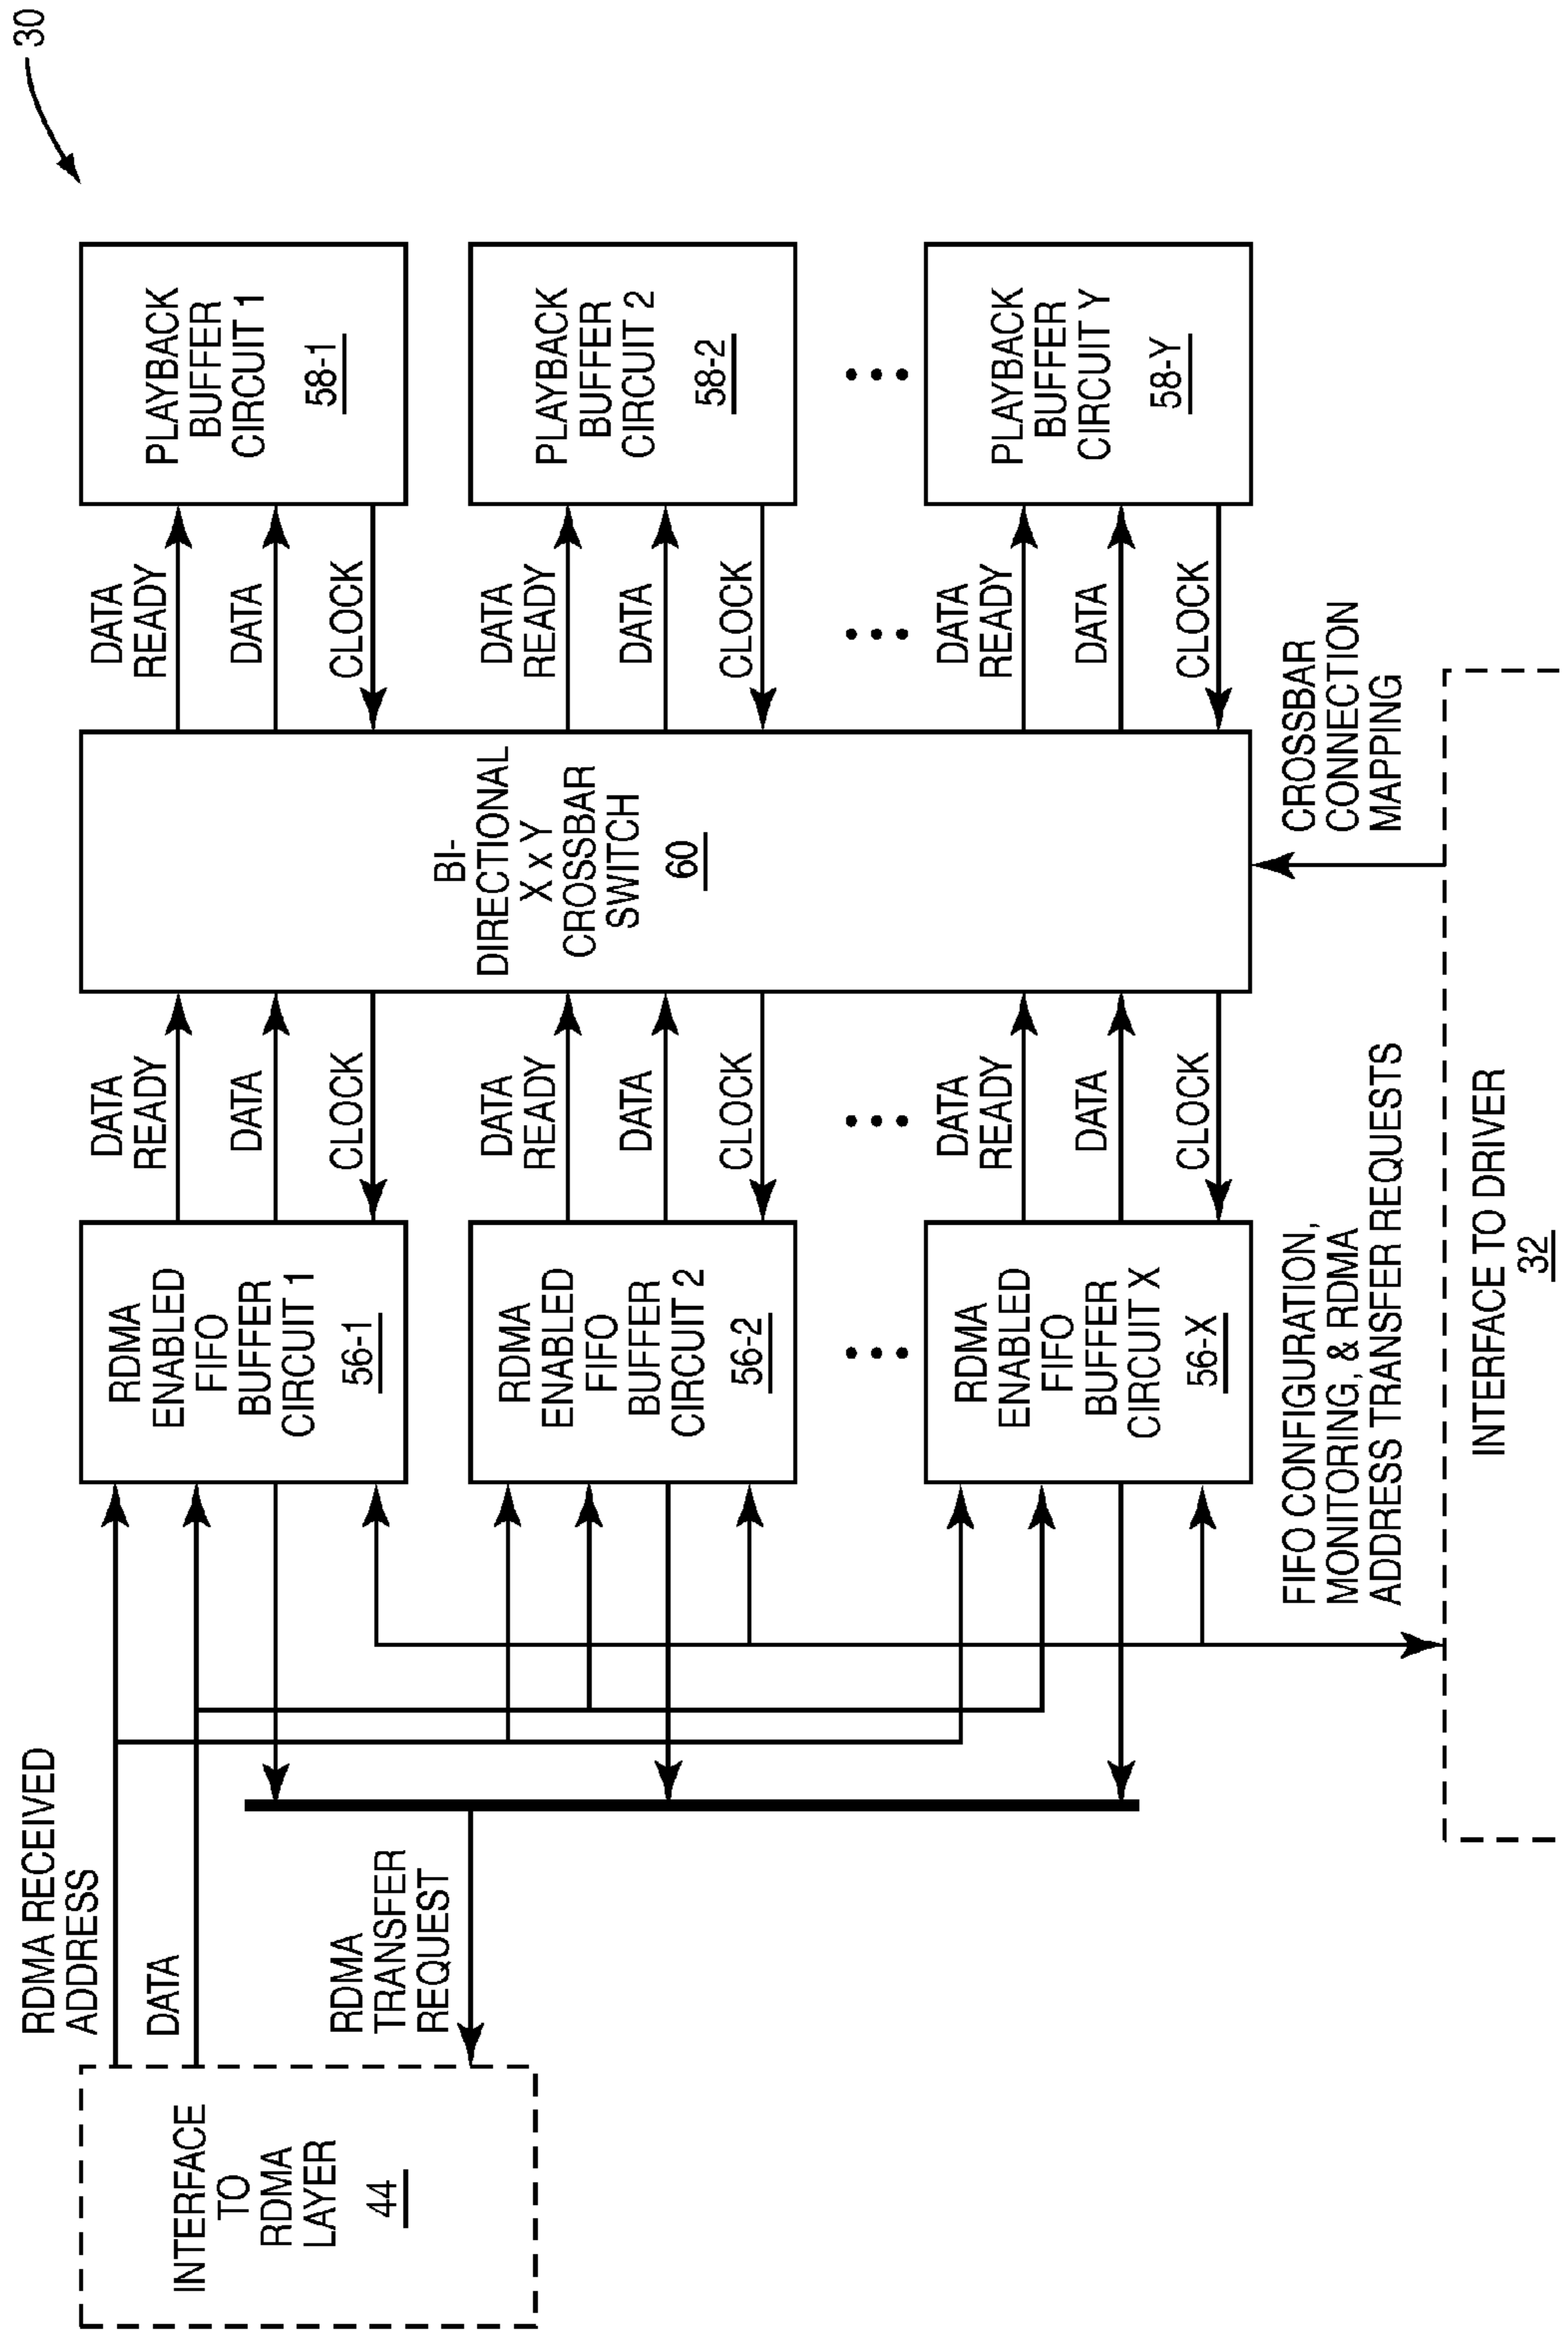 30
RDMA RECEIVED
ADDRESS
DATA
RDMA
TRANSFER
REQUEST
INTERFACE
TO
RDMA
LAYER
44
RDMA
ENABLED
FIFO
BUFFER
CIRCUIT 1
56-1
DATA
READY
DATA
CLOCK
RDMA
ENABLED
FIFO
BUFFER
CIRCUIT 2
56-2
DATA
READY
DATA
CLOCK
RDMA
ENABLED
FIFO
BUFFER
CIRCUIT X
56-X
DATA
READY
DATA
CLOCK
BI-
DIRECTIONAL
X x Y
CROSSBAR
SWITCH
60
DATA
READY
DATA
CLOCK
PLAYBACK
BUFFER
CIRCUIT 1
58-1
DATA
READY
DATA
CLOCK
PLAYBACK
BUFFER
CIRCUIT 2
58-2
DATA
READY
DATA
CLOCK
PLAYBACK
BUFFER
CIRCUIT Y
58-Y
FIFO CONFIGURATION,
MONITORING, & RDMA
ADDRESS TRANSFER REQUESTS
CROSSBAR
CONNECTION
MAPPING
INTERFACE TO DRIVER
32